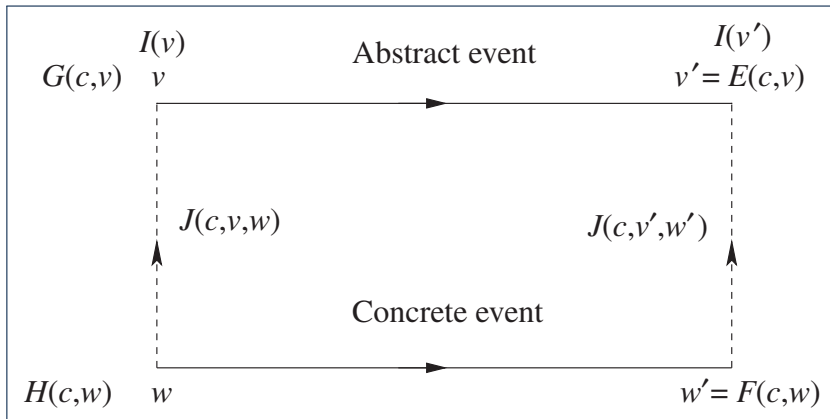 I(v) Abstract event I(v′)
G(c,v) v v′ = E(c,v)
J(c,v,w) J(c,v′,w′)
Concrete event
H(c,w) w w′ = F(c,w)